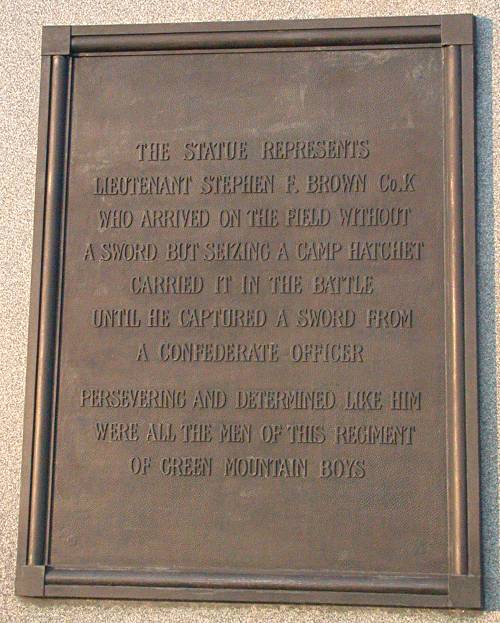 THE STATUE REPRESENTS
LIEUTENANT STEPHEN F. BROWN Co.K
WHO ARRIVED ON THE FIELD WITHOUT
A SWORD BUT SEIZING A CAMP HATCHET
CARRIED IT IN THE BATTLE
UNTIL HE CAPTURED A SWORD FROM
A CONFEDERATE OFFICER
PERSEVERING AND DETERMINED LIKE HIM
WERE ALL THE MEN OF THIS REGIMENT
OF GREEN MOUNTAIN BOYS